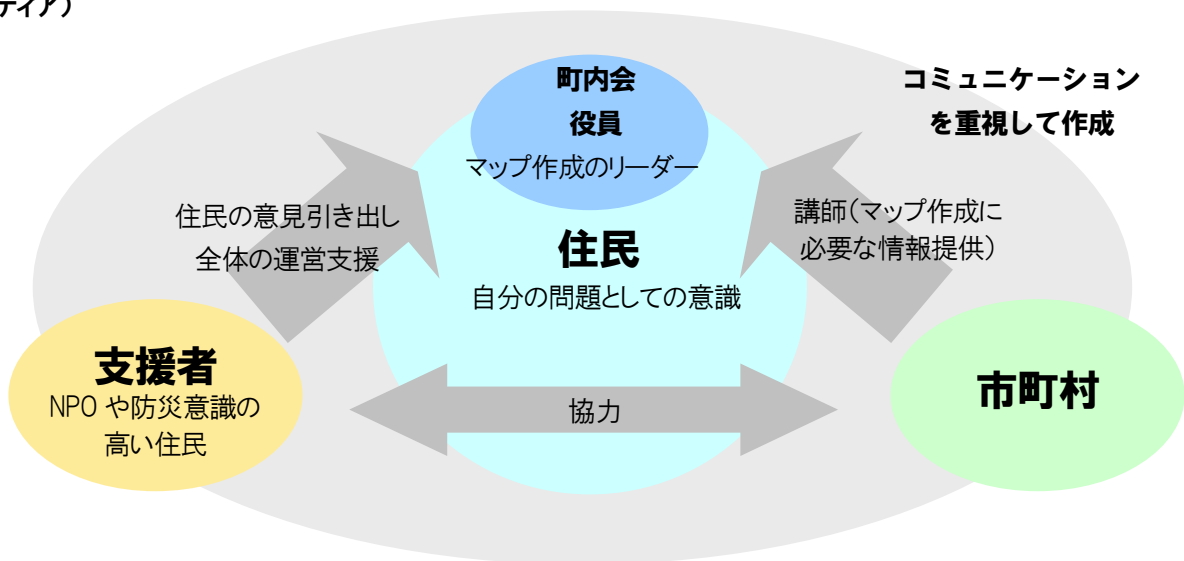 ティア）
町内会
役員
マップ作成のリーダー
コミュニケーション
を重視して作成
住民の意見引き出し
全体の運営支援
講師（マップ作成に
必要な情報提供）
住民
自分の問題としての意識
支援者
NPO や防災意識の
高い住民
協力
市町村